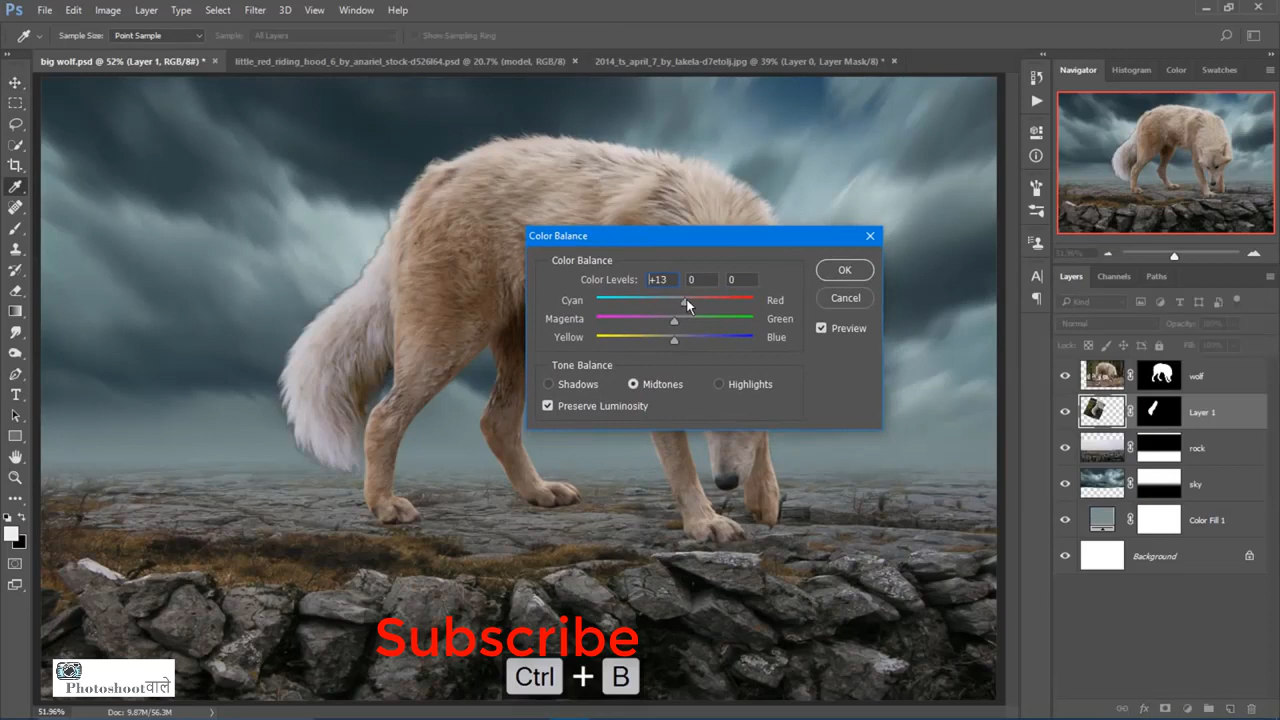 Ps File Edit Image Layer Type Select Filter 3D View Window Help
Sample Size: Point Sample Sample: All Layers Show Sampling Ring
big wolf.psd @ 52% (Layer 1, RGB/8#) * × little_red_riding_hood_6_by_anariel_stock-d526l64.psd @ 20.7% (model, RGB/8) × 2014_ts_april_7_by_lakela-d7etolj.jpg @ 39% (Layer 0, Layer Mask/8) * ×
Navigator Histogram Color Swatches
51.96%
Layers Channels Paths
Kind
Normal Opacity: 100%
Lock: Fill: 100%
wolf
Layer 1
rock
sky
Color Fill 1
Background
Color Balance
Color Balance
Color Levels: +13 0 0
Cyan Red
Magenta Green
Yellow Blue
Tone Balance
Shadows Midtones Highlights
Preserve Luminosity
OK
Cancel
Preview
Subscribe
Ctrl + B
Photoshootवाले
51.96% Doc: 9.87M/56.3M